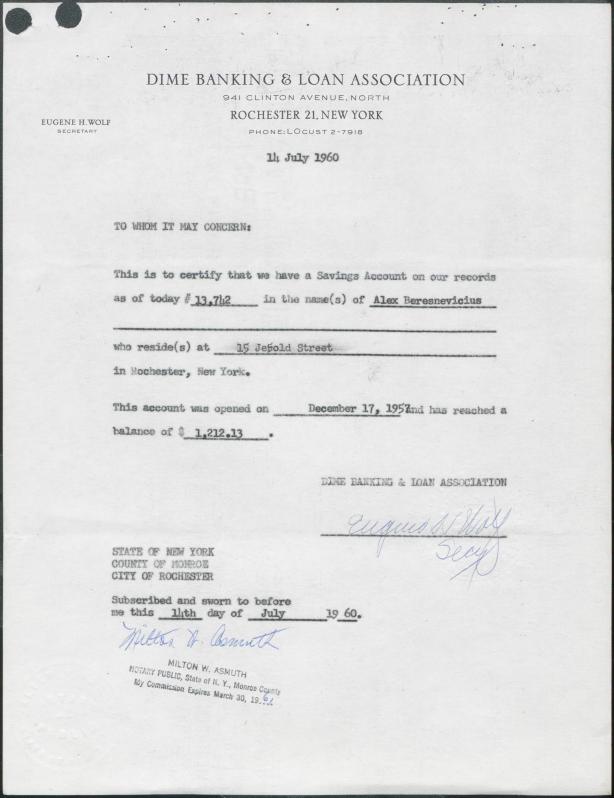 DIME BANKING & LOAN ASSOCIATION
941 CLINTON AVENUE, NORTH
ROCHESTER 21, NEW YORK
PHONE: LOCUST 2-7918
EUGENE H. WOLF
SECRETARY
14 July 1960
TO WHOM IT MAY CONCERN:
This is to certify that we have a Savings Account on our records
as of today # 13,742 in the name(s) of Alex Beresnevicius
who reside(s) at 15 Jewold Street
in Rochester, New York.
This account was opened on December 17, 1957 and has reached a
balance of $ 1,212.13 .
DIME BANKING & LOAN ASSOCIATION
Eugene H Wolf
Secy
STATE OF NEW YORK
COUNTY OF MONROE
CITY OF ROCHESTER
Subscribed and sworn to before
me this 14th day of July 19 60.
Milton W. Asmuth
MILTON W. ASMUTH
NOTARY PUBLIC, State of N. Y., Monroe County
My Commission Expires March 30, 19